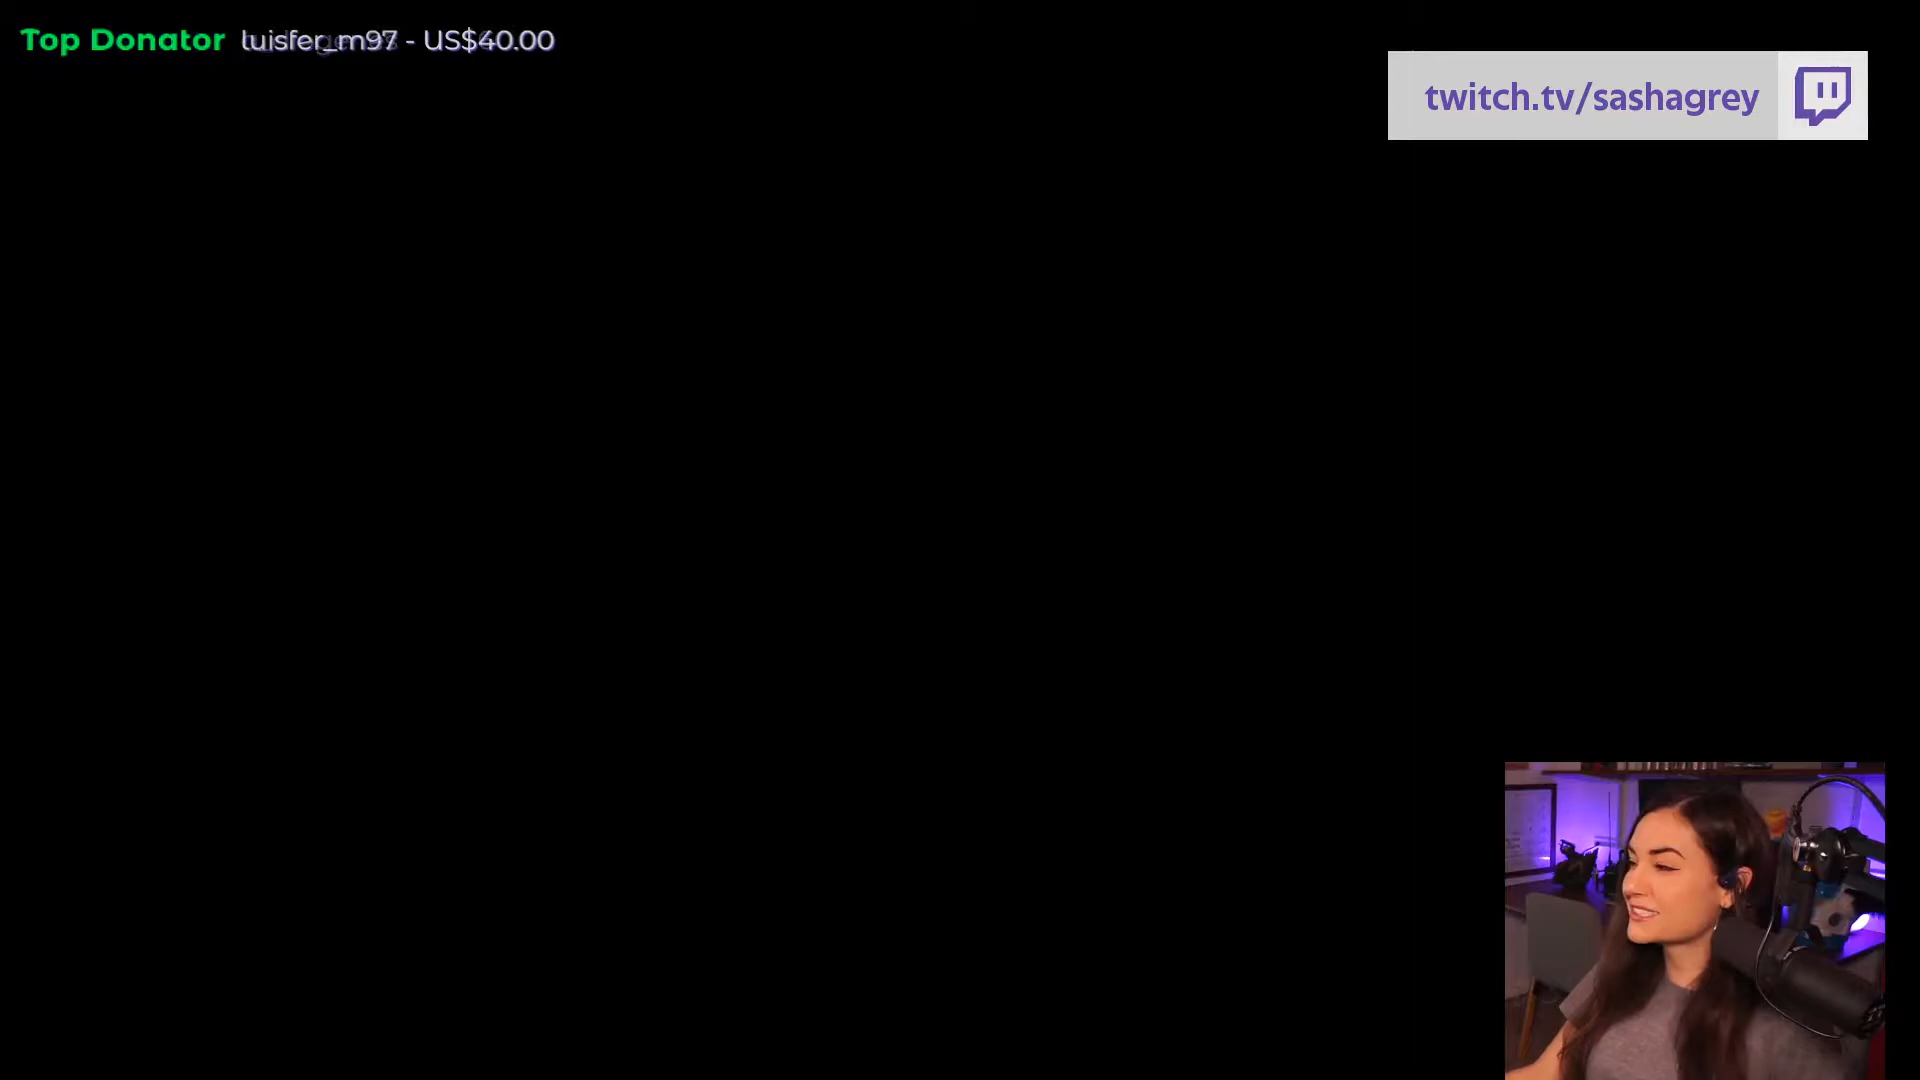 Top Donator luisfer_m97 - US$40.00
twitch.tv/sashagrey